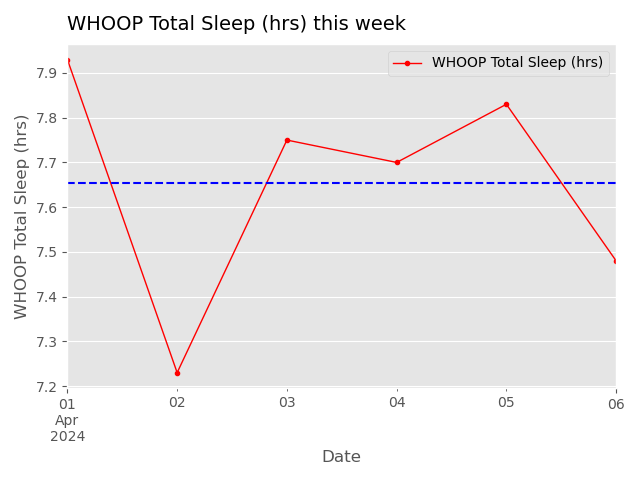 WHOOP Total Sleep (hrs) this week
WHOOP Total Sleep (hrs)
WHOOP Total Sleep (hrs)
7.9
7.8
7.7
7.6
7.5
7.4
7.3
7.2
01 02 03 04 05 06
Apr
2024
Date